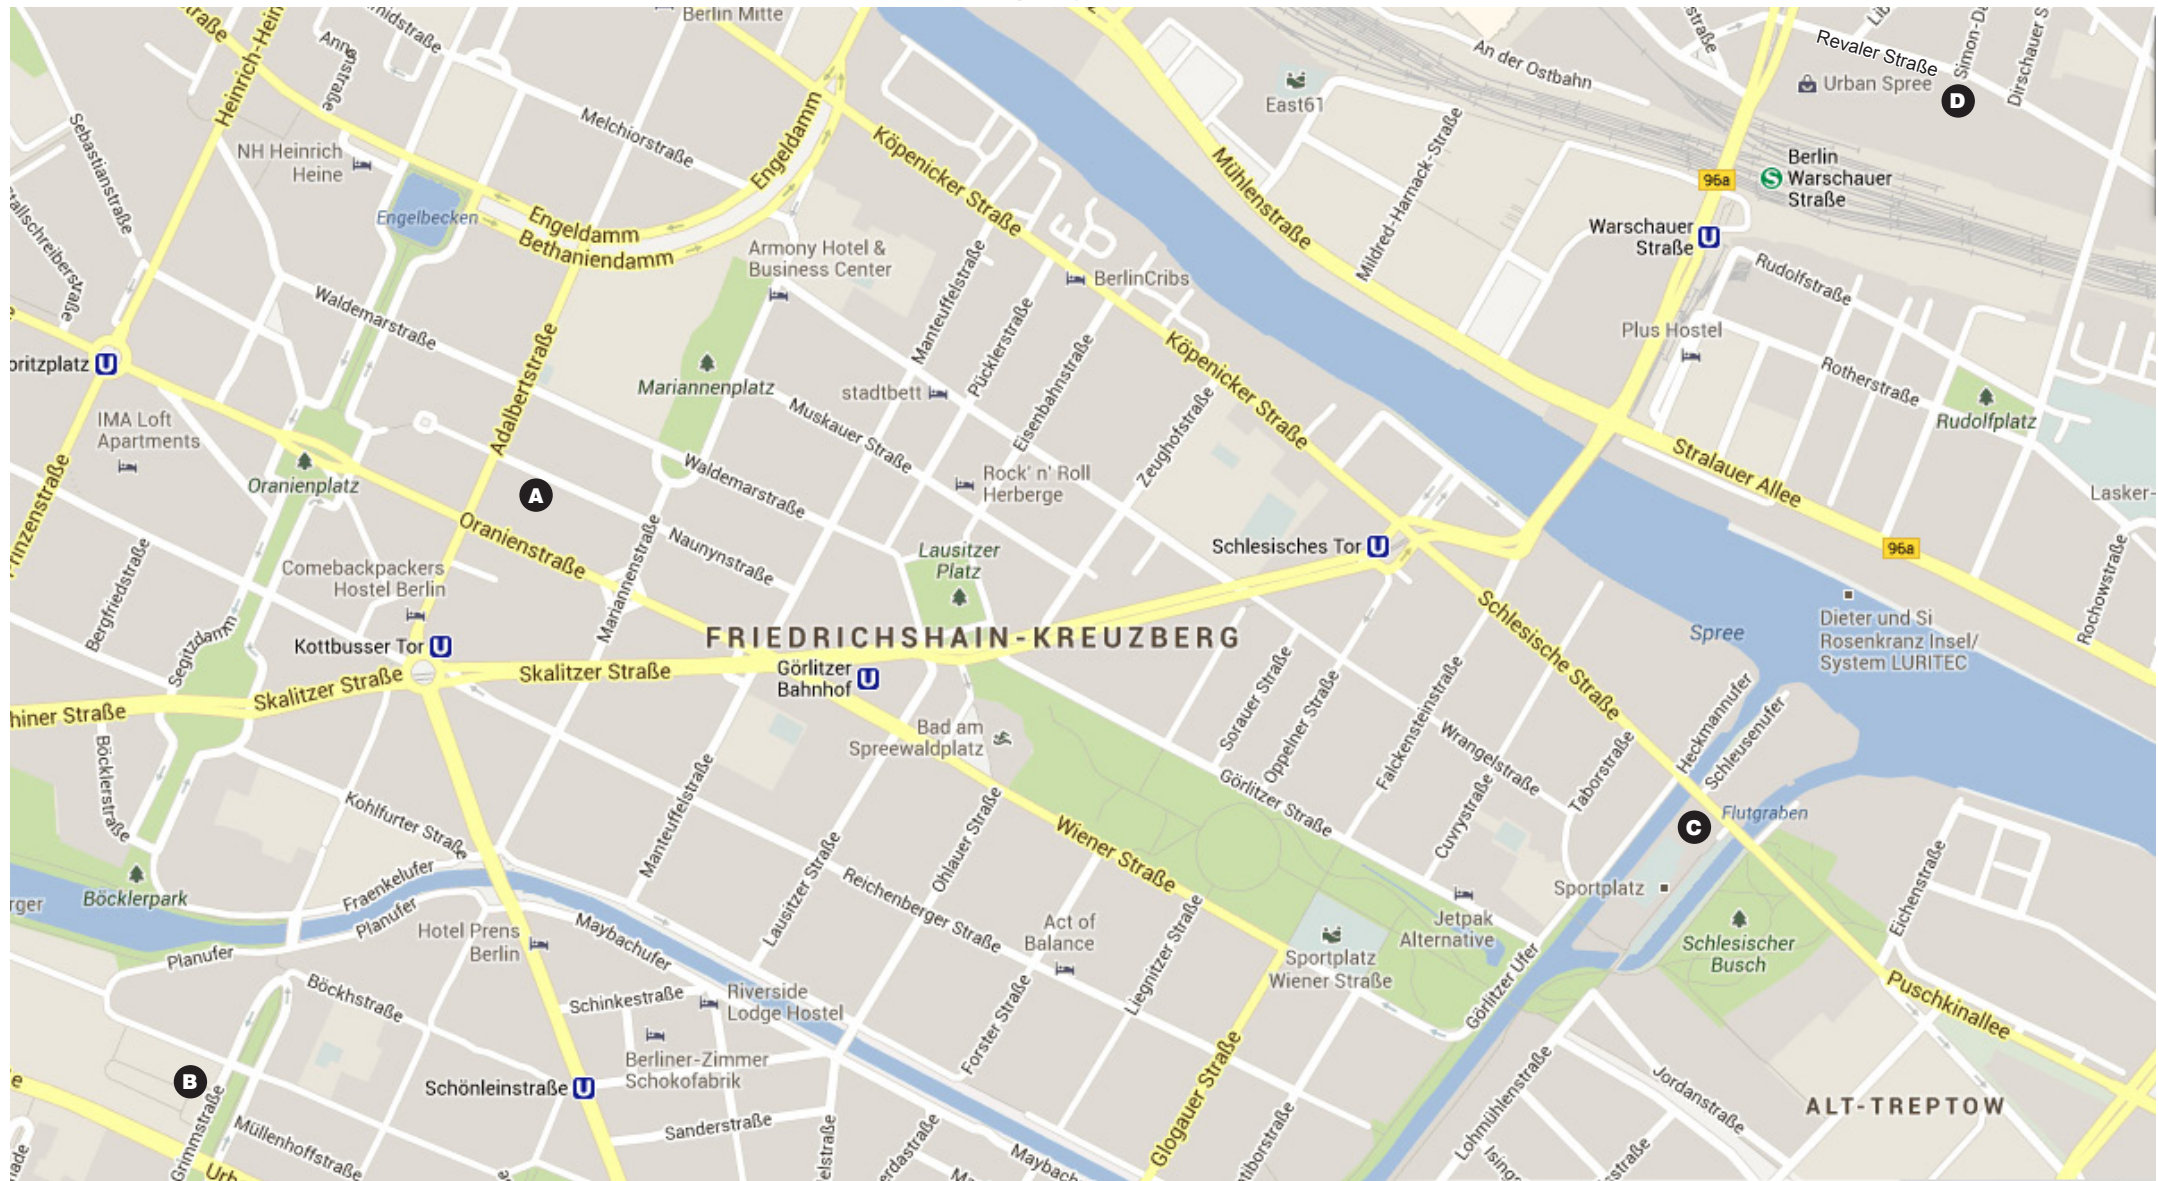 Berlin Mitte
Melchiorstraße
Sebastianstraße
NH Heinrich
Heine
Engelbecken
Engeldamm
Engeldamm
Bethaniendamm
Köpenicker Straße
Armony Hotel &
Business Center
BerlinCribs
Manteuffelstraße
Pücklerstraße
Eisenbahnstraße
Zeughofstraße
Köpenicker Straße
Mühlenstraße
East61
An der Ostbahn
Mildred-Harnack-Straße
Revaler Straße
Urban Spree
D
96a
Berlin
Warschauer
Straße
S
Warschauer
Straße
U
Rudolfstraße
Plus Hostel
Rotherstraße
Rudolfplatz
Stralauer Allee
96a
Lasker-
Rochowstraße
Waldemarstraße
Adalbertstraße
Mariannenplatz
stadtbett
Muskauer Straße
Rock' n' Roll
Herberge
oritzplatz
U
IMA Loft
Apartments
Oranienplatz
A
Waldemarstraße
Oranienstraße
Naunynstraße
Mariannenstraße
Lausitzer
Platz
Schlesisches Tor
U
Bergfriedstraße
Comebackpackers
Hostel Berlin
Segitzdamm
Kottbusser Tor
U
FRIEDRICHSHAIN-KREUZBERG
Skalitzer Straße
Skalitzer Straße
Görlitzer
Bahnhof
U
Schlesische Straße
Spree
Dieter und Si
Rosenkranz Insel/
System LURITEC
hiner Straße
Böcklerstraße
Bad am
Spreewaldplatz
Sorauer Straße
Oppelner Straße
Falckensteinstraße
Wrangelstraße
Cuvrystraße
Taborstraße
Heckmannufer
Schleusenufer
Görlitzer Straße
C
Flutgraben
Kohlfurter Straße
Manteuffelstraße
Lausitzer Straße
Ohlauer Straße
Wiener Straße
Reichenberger Straße
Böcklerpark
Fraenkelufer
Planufer
Planufer
Hotel Prens
Berlin
Maybachufer
Act of
Balance
Liegnitzer Straße
Forster Straße
Sportplatz
Wiener Straße
Jetpak
Alternative
Sportplatz
Görlitzer Ufer
Schlesischer
Busch
Eichenstraße
Puschkinallee
Böckhstraße
Schinkestraße
Riverside
Lodge Hostel
Berliner-Zimmer
Schokofabrik
B
Schönleinstraße
U
Grimmstraße
Müllenhoffstraße
Sanderstraße
Glogauer Straße
Lohmühlenstraße
Jordanstraße
ALT-TREPTOW